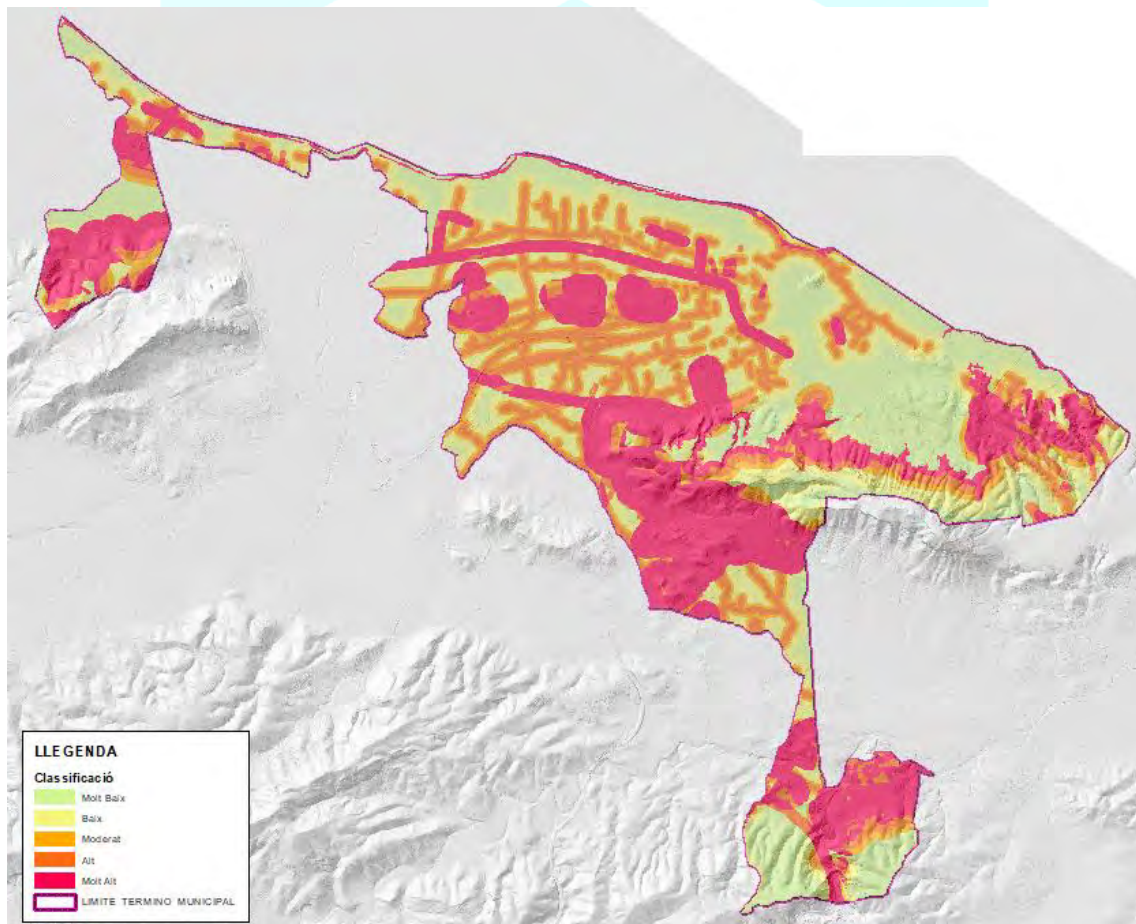 LLEGENDA
Classificació
Molt Baix
Baix
Moderat
Alt
Molt Alt
LIMITE TERMINO MUNICIPAL